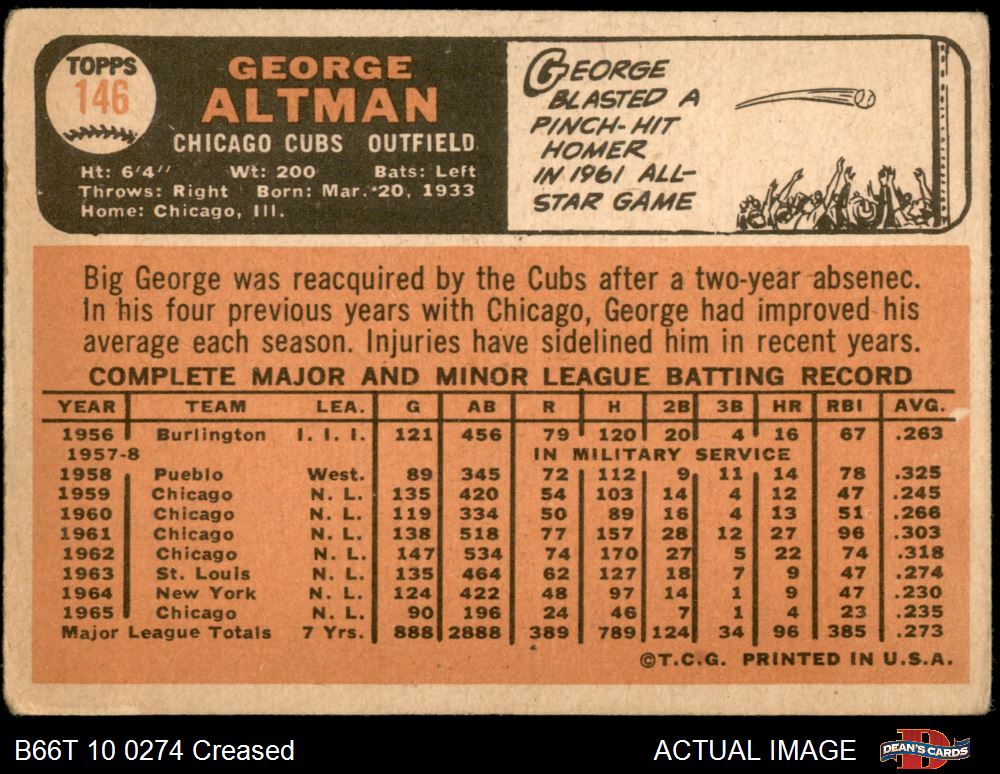 TOPPS
146
GEORGE
ALTMAN
CHICAGO CUBS OUTFIELD
Ht: 6'4" Wt: 200 Bats: Left
Throws: Right Born: Mar. 20, 1933
Home: Chicago, Ill.
GEORGE
BLASTED A
PINCH-HIT
HOMER
IN 1961 ALL-
STAR GAME
Big George was reacquired by the Cubs after a two-year absenec.
In his four previous years with Chicago, George had improved his
average each season. Injuries have sidelined him in recent years.
COMPLETE MAJOR AND MINOR LEAGUE BATTING RECORD
YEAR TEAM LEA. G AB R H 2B 3B HR RBI AVG.
1956 Burlington I. I. I. 121 456 79 120 20 4 16 67 .263
1957-8 IN MILITARY SERVICE
1958 Pueblo West. 89 345 72 112 9 11 14 78 .325
1959 Chicago N. L. 135 420 54 103 14 4 12 47 .245
1960 Chicago N. L. 119 334 50 89 16 4 13 51 .266
1961 Chicago N. L. 138 518 77 157 28 12 27 96 .303
1962 Chicago N. L. 147 534 74 170 27 5 22 74 .318
1963 St. Louis N. L. 135 464 62 127 18 7 9 47 .274
1964 New York N. L. 124 422 48 97 14 1 9 47 .230
1965 Chicago N. L. 90 196 24 46 7 1 4 23 .235
Major League Totals 7 Yrs. 888 2888 389 789 124 34 96 385 .273
©T.C.G. PRINTED IN U.S.A.
B66T 10 0274 Creased
ACTUAL IMAGE
DEAN'S CARDS